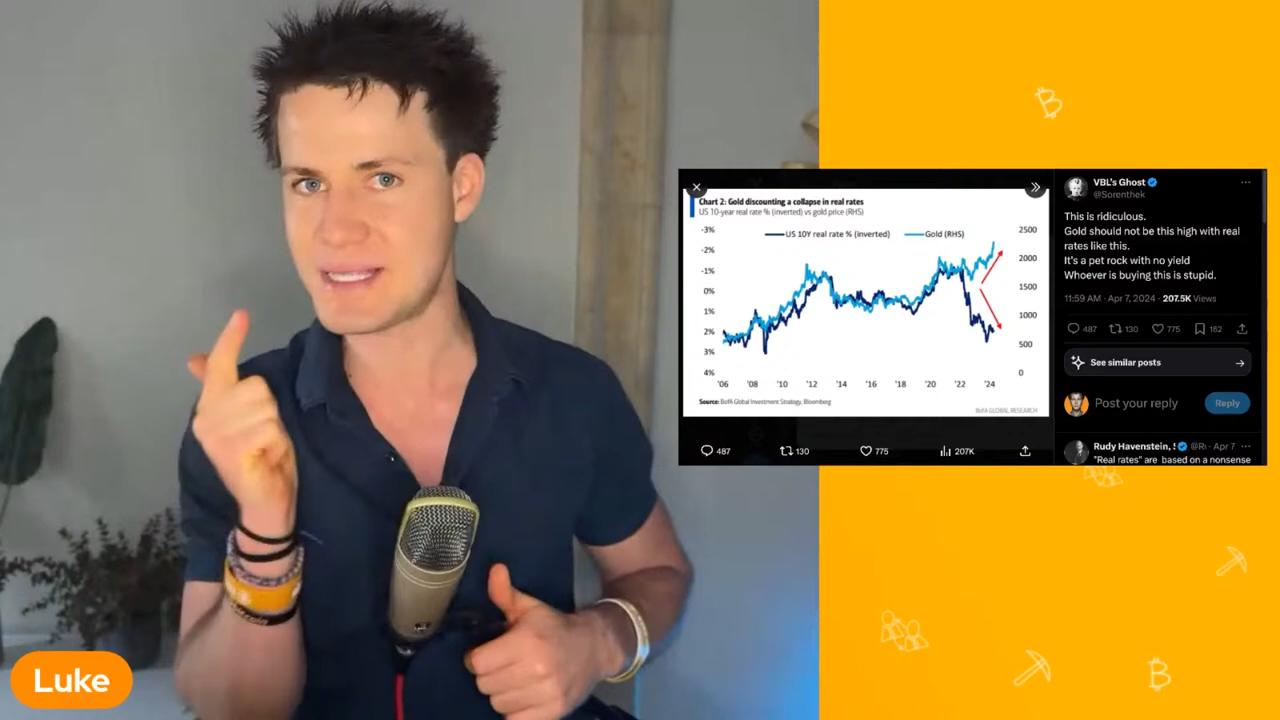 Luke
Chart 2: Gold discounting a collapse in real rates
US 10-year real rate % (inverted) vs gold price (RHS)
US 10Y real rate % (inverted)
Gold (RHS)
-3%
-2%
-1%
0%
1%
2%
3%
4%
2500
2000
1500
1000
500
0
'06 '08 '10 '12 '14 '16 '18 '20 '22 '24
Source: BofA Global Investment Strategy, Bloomberg
BofA GLOBAL RESEARCH
487 130 775 207K
VBL's Ghost
@Sorenthek
This is ridiculous.
Gold should not be this high with real
rates like this.
It's a pet rock with no yield
Whoever is buying this is stupid.
11:59 AM · Apr 7, 2024 · 207.5K Views
487 130 775 162
See similar posts
Post your reply
Reply
Rudy Havenstein, S @Ru · Apr 7
"Real rates" are based on a nonsense